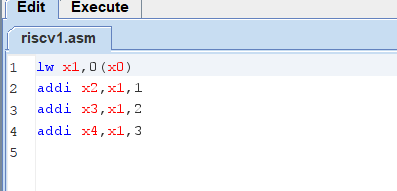 Edit Execute
riscv1.asm
1 lw x1,0(x0)
2 addi x2,x1,1
3 addi x3,x1,2
4 addi x4,x1,3
5